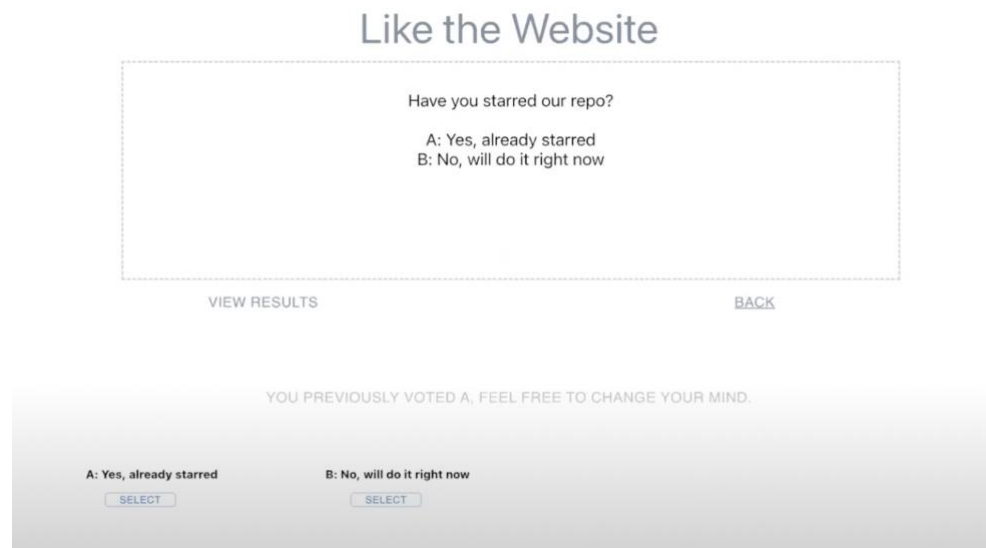 Like the Website
Have you starred our repo?
A: Yes, already starred
B: No, will do it right now
VIEW RESULTS
BACK
YOU PREVIOUSLY VOTED A, FEEL FREE TO CHANGE YOUR MIND.
A: Yes, already starred
B: No, will do it right now
SELECT
SELECT